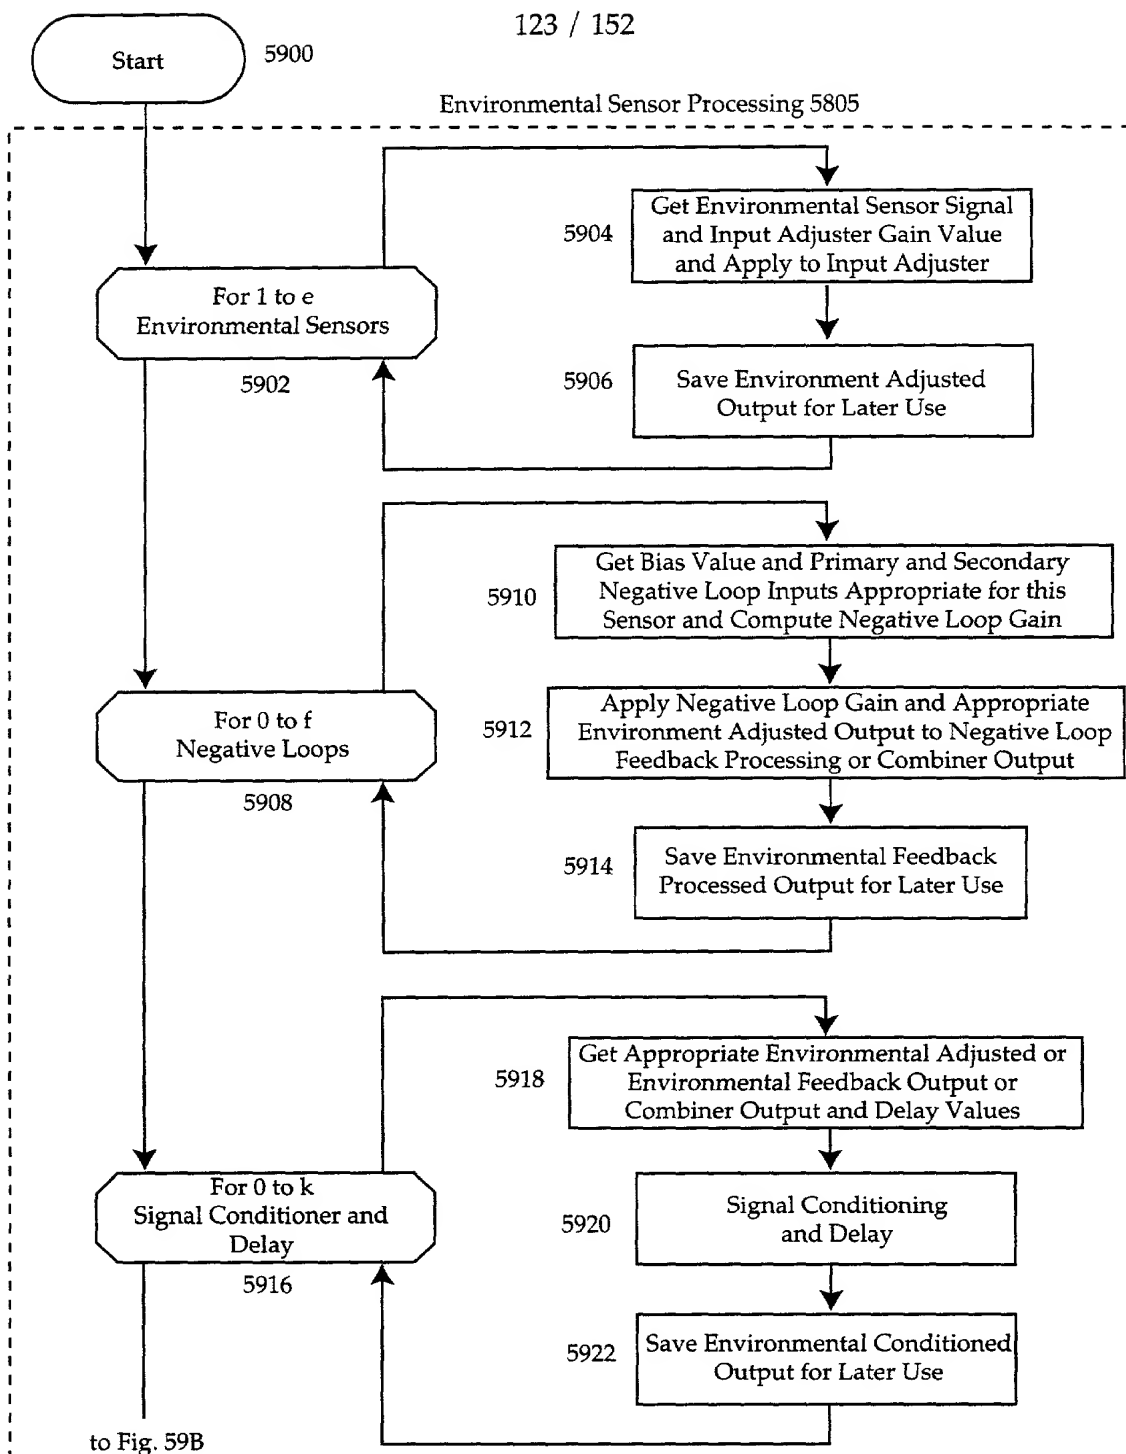 123 / 152
Start
5900
Environmental Sensor Processing 5805
5904
Get Environmental Sensor Signal
and Input Adjuster Gain Value
and Apply to Input Adjuster
For 1 to e
Environmental Sensors
5902
5906
Save Environment Adjusted
Output for Later Use
5910
Get Bias Value and Primary and Secondary
Negative Loop Inputs Appropriate for this
Sensor and Compute Negative Loop Gain
For 0 to f
Negative Loops
5908
5912
Apply Negative Loop Gain and Appropriate
Environment Adjusted Output to Negative Loop
Feedback Processing or Combiner Output
5914
Save Environmental Feedback
Processed Output for Later Use
5918
Get Appropriate Environmental Adjusted or
Environmental Feedback Output or
Combiner Output and Delay Values
For 0 to k
Signal Conditioner and
Delay
5916
5920
Signal Conditioning
and Delay
5922
Save Environmental Conditioned
Output for Later Use
to Fig. 59B